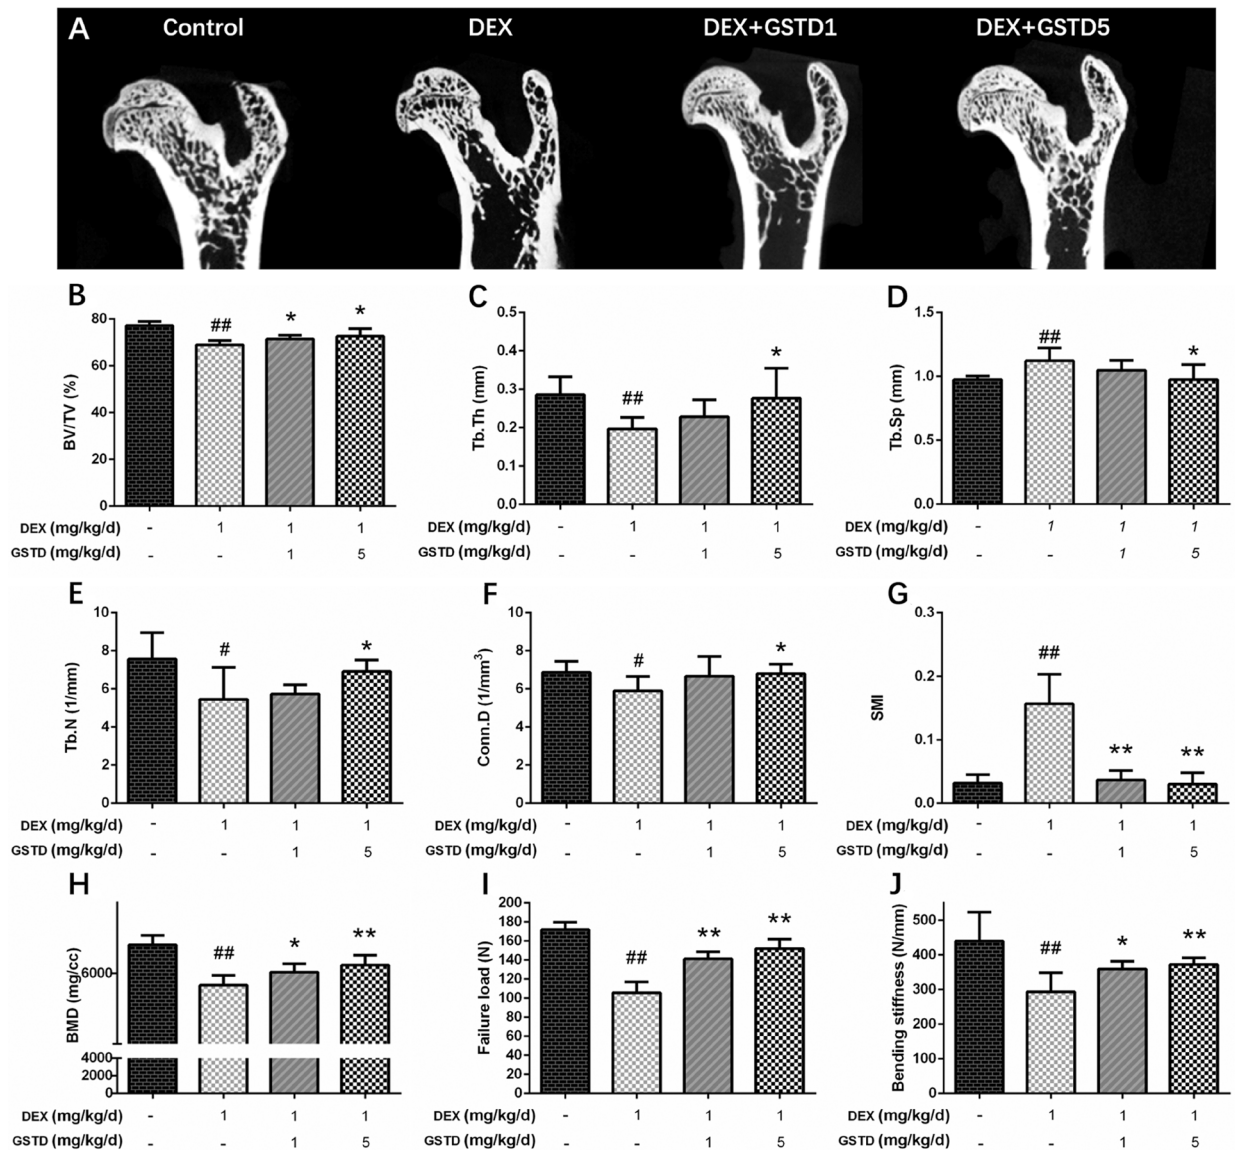 A Control DEX DEX+GSTD1 DEX+GSTD5
B
BV/TV (%)
80
60
40
20
0
## * *
DEX (mg/kg/d) - 1 1 1
GSTD (mg/kg/d) - - 1 5
C
Tb.Th (mm)
0.5
0.4
0.3
0.2
0.1
0.0
## *
DEX (mg/kg/d) - 1 1 1
GSTD (mg/kg/d) - - 1 5
D
Tb.Sp (mm)
1.5
1.0
0.5
0.0
## *
DEX (mg/kg/d) - 1 1 1
GSTD (mg/kg/d) - - 1 5
E
Tb.N (1/mm)
10
8
6
4
2
0
# *
DEX (mg/kg/d) - 1 1 1
GSTD (mg/kg/d) - - 1 5
F
Conn.D (1/mm³)
10
8
6
4
2
0
# *
DEX (mg/kg/d) - 1 1 1
GSTD (mg/kg/d) - - 1 5
G
SMI
0.3
0.2
0.1
0.0
## ** **
DEX (mg/kg/d) - 1 1 1
GSTD (mg/kg/d) - - 1 5
H
BMD (mg/cc)
6000
4000
2000
0
## * **
DEX (mg/kg/d) - 1 1 1
GSTD (mg/kg/d) - - 1 5
I
Failure load (N)
200
180
160
140
120
100
80
60
40
20
0
## ** **
DEX (mg/kg/d) - 1 1 1
GSTD (mg/kg/d) - - 1 5
J
Bending stiffness (N/mm)
500
400
300
200
100
0
## * **
DEX (mg/kg/d) - 1 1 1
GSTD (mg/kg/d) - - 1 5